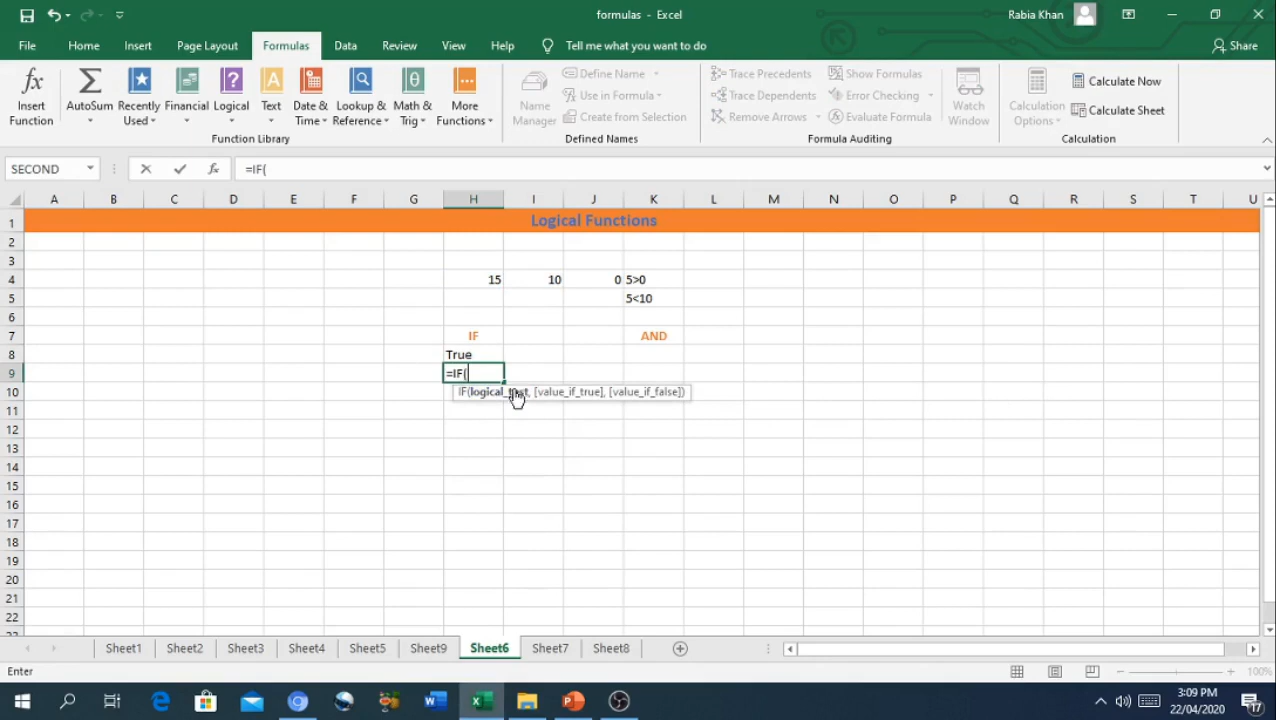 formulas - Excel
Rabia Khan
File Home Insert Page Layout Formulas Data Review View Help Tell me what you want to do Share
Insert Function
AutoSum
Recently Used
Financial
Logical
Text
Date & Time
Lookup & Reference
Math & Trig
More Functions
Function Library
Name Manager
Define Name
Use in Formula
Create from Selection
Defined Names
Trace Precedents
Trace Dependents
Remove Arrows
Show Formulas
Error Checking
Evaluate Formula
Formula Auditing
Watch Window
Calculation Options
Calculate Now
Calculate Sheet
Calculation
SECOND fx =IF(
A B C D E F G H I J K L M N O P Q R S T U
1 Logical Functions
2
3
4 15 10 0 5>0
5 5<10
6
7 IF AND
8 True
9 =IF(
10 IF(logical_test, [value_if_true], [value_if_false])
11
12
13
14
15
16
17
18
19
20
21
22
Sheet1 Sheet2 Sheet3 Sheet4 Sheet5 Sheet9 Sheet6 Sheet7 Sheet8
Enter 100%
3:09 PM
22/04/2020
17